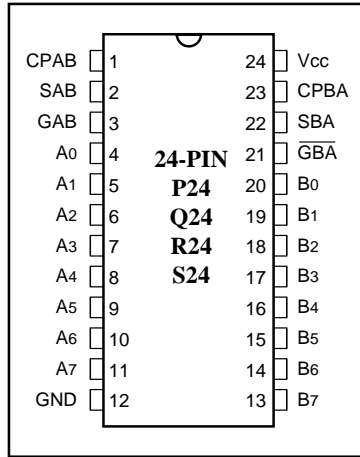 CPAB 1 24 Vcc
SAB 2 23 CPBA
GAB 3 22 SBA
A0 4 24-PIN 21 G̅B̅A̅
A1 5 P24 20 B0
A2 6 Q24 19 B1
A3 7 R24 18 B2
A4 8 S24 17 B3
A5 9 16 B4
A6 10 15 B5
A7 11 14 B6
GND 12 13 B7